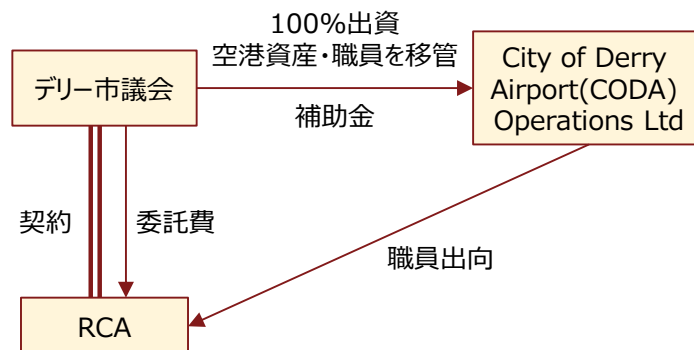 100%出資
空港資産・職員を移管
デリー市議会
City of Derry
Airport(CODA)
Operations Ltd
補助金
契約
委託費
職員出向
RCA